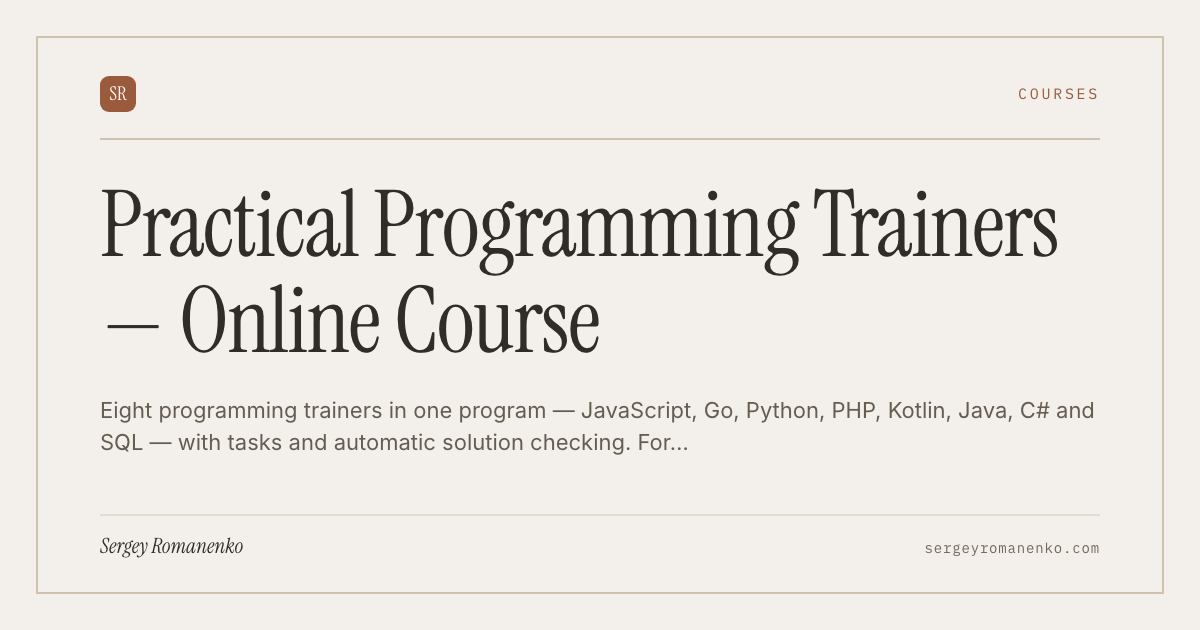 SR
COURSES
Practical Programming Trainers
— Online Course
Eight programming trainers in one program — JavaScript, Go, Python, PHP, Kotlin, Java, C# and
SQL — with tasks and automatic solution checking. For…
Sergey Romanenko
sergeyromanenko.com